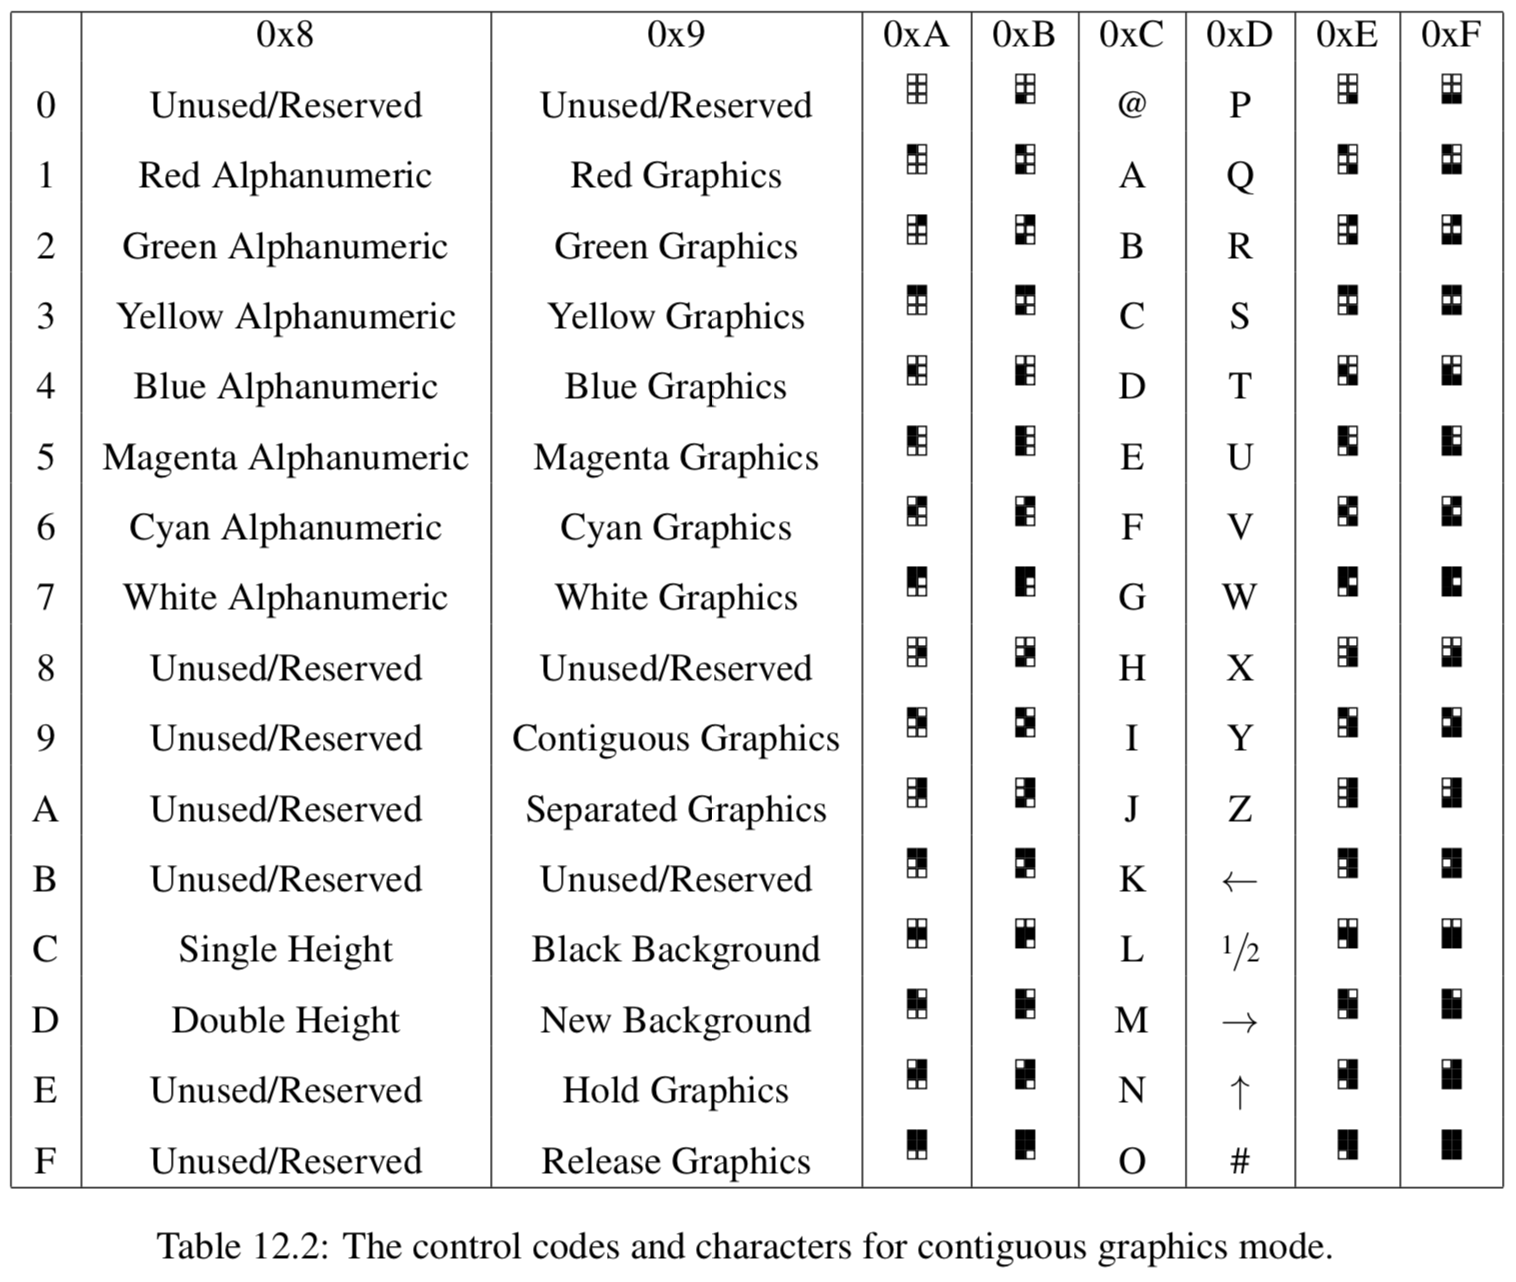 0x8 0x9 0xA 0xB 0xC 0xD 0xE 0xF
0 Unused/Reserved Unused/Reserved @ P
1 Red Alphanumeric Red Graphics A Q
2 Green Alphanumeric Green Graphics B R
3 Yellow Alphanumeric Yellow Graphics C S
4 Blue Alphanumeric Blue Graphics D T
5 Magenta Alphanumeric Magenta Graphics E U
6 Cyan Alphanumeric Cyan Graphics F V
7 White Alphanumeric White Graphics G W
8 Unused/Reserved Unused/Reserved H X
9 Unused/Reserved Contiguous Graphics I Y
A Unused/Reserved Separated Graphics J Z
B Unused/Reserved Unused/Reserved K ←
C Single Height Black Background L 1/2
D Double Height New Background M →
E Unused/Reserved Hold Graphics N ↑
F Unused/Reserved Release Graphics O #
Table 12.2: The control codes and characters for contiguous graphics mode.